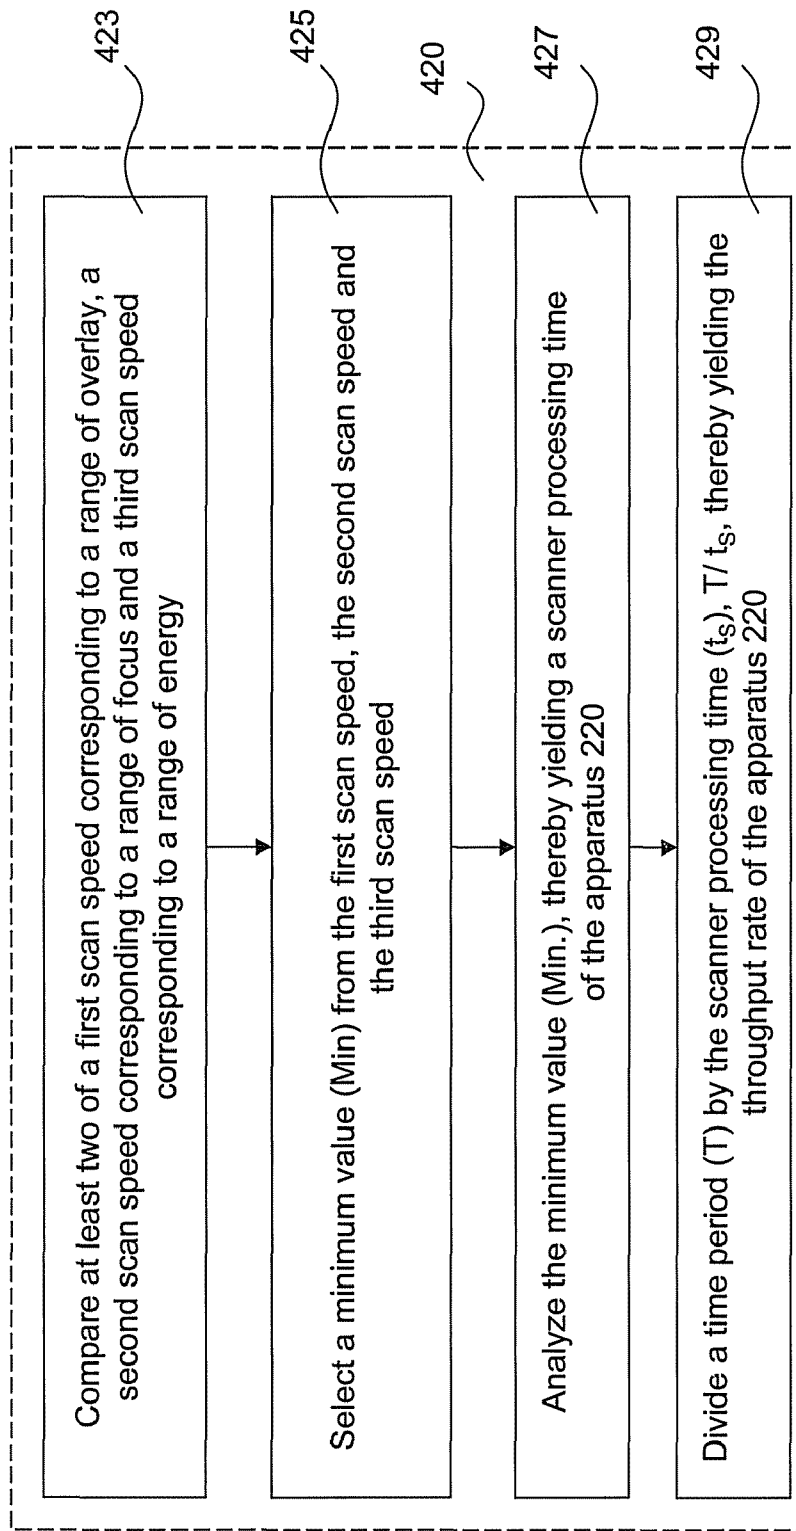 Compare at least two of a first scan speed corresponding to a range of overlay, a
second scan speed corresponding to a range of focus and a third scan speed
corresponding to a range of energy
423
Select a minimum value (Min) from the first scan speed, the second scan speed and
the third scan speed
425
420
Analyze the minimum value (Min.), thereby yielding a scanner processing time
of the apparatus 220
427
Divide a time period (T) by the scanner processing time (tS), T/ tS, thereby yielding the
throughput rate of the apparatus 220
429